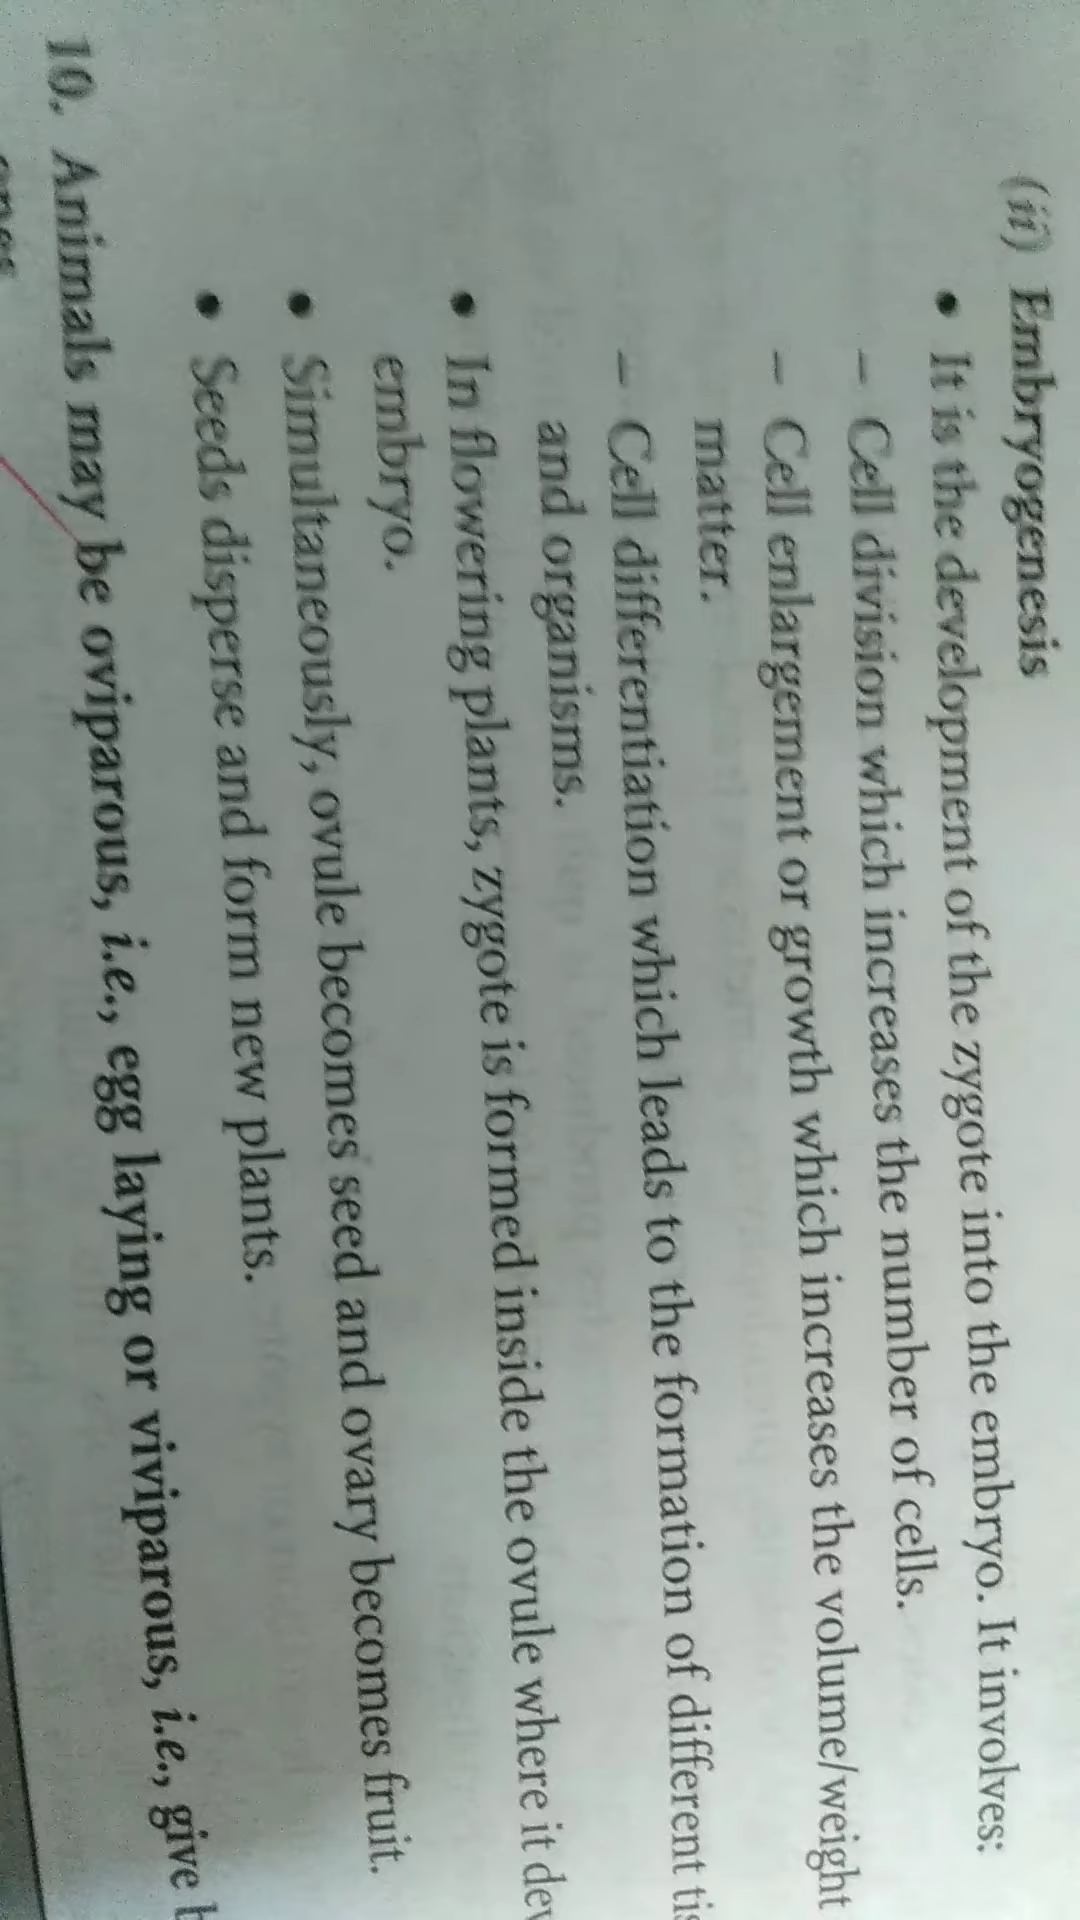 (ii) Embryogenesis
• It is the development of the zygote into the embryo. It involves:
– Cell division which increases the number of cells.
– Cell enlargement or growth which increases the volume/weight
matter.
– Cell differentiation which leads to the formation of different
and organisms.
• In flowering plants, zygote is formed inside the ovule where it
embryo.
• Simultaneously, ovule becomes seed and ovary becomes fruit.
• Seeds disperse and form new plants.
10. Animals may be oviparous, i.e., egg laying or viviparous, i.e., give